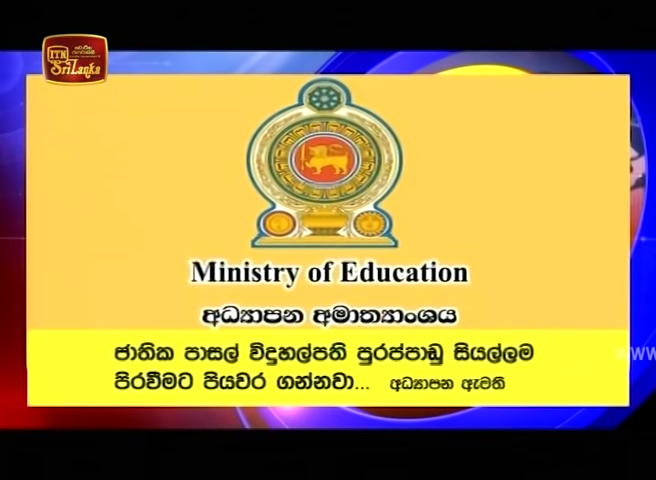 ITN
Sri Lanka
Ministry of Education
අධ්‍යාපන අමාත්‍යාංශය
ජාතික පාසල් විදුහල්පති පුරප්පාඩු සියල්ලම
පිරවීමට පියවර ගන්නවා... අධ්‍යාපන ඇමති
www